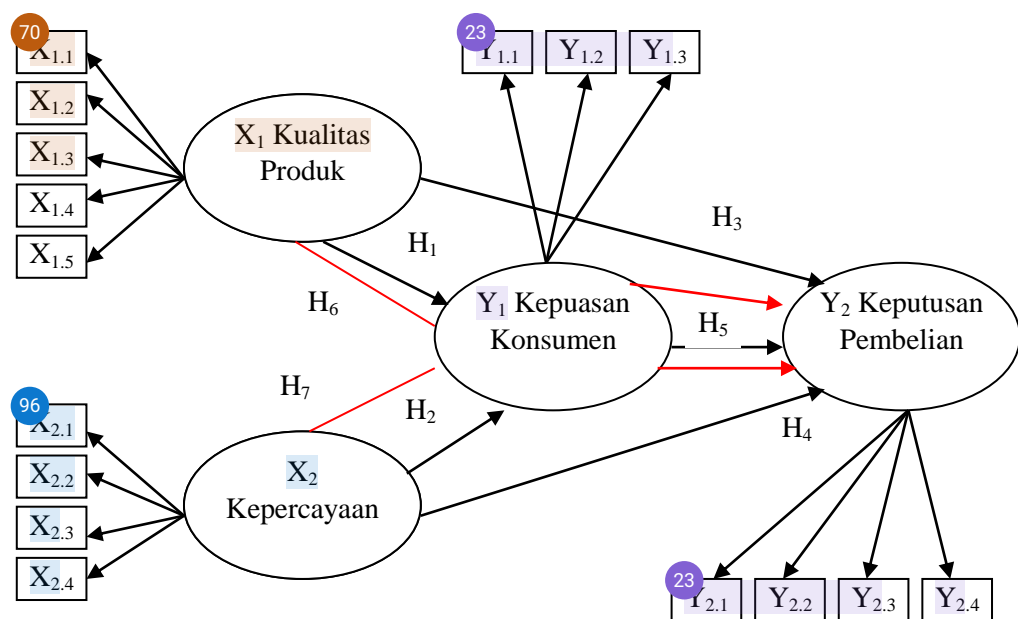 70
X1.1
X1.2
X1.3
X1.4
X1.5
X1 Kualitas
Produk
23
Y1.1 Y1.2 Y1.3
H3
H1
H6
Y1 Kepuasan
Konsumen
H5
Y2 Keputusan
Pembelian
H7
H2
H4
96
X2.1
X2.2
X2.3
X2.4
X2
Kepercayaan
23
Y2.1 Y2.2 Y2.3 Y2.4